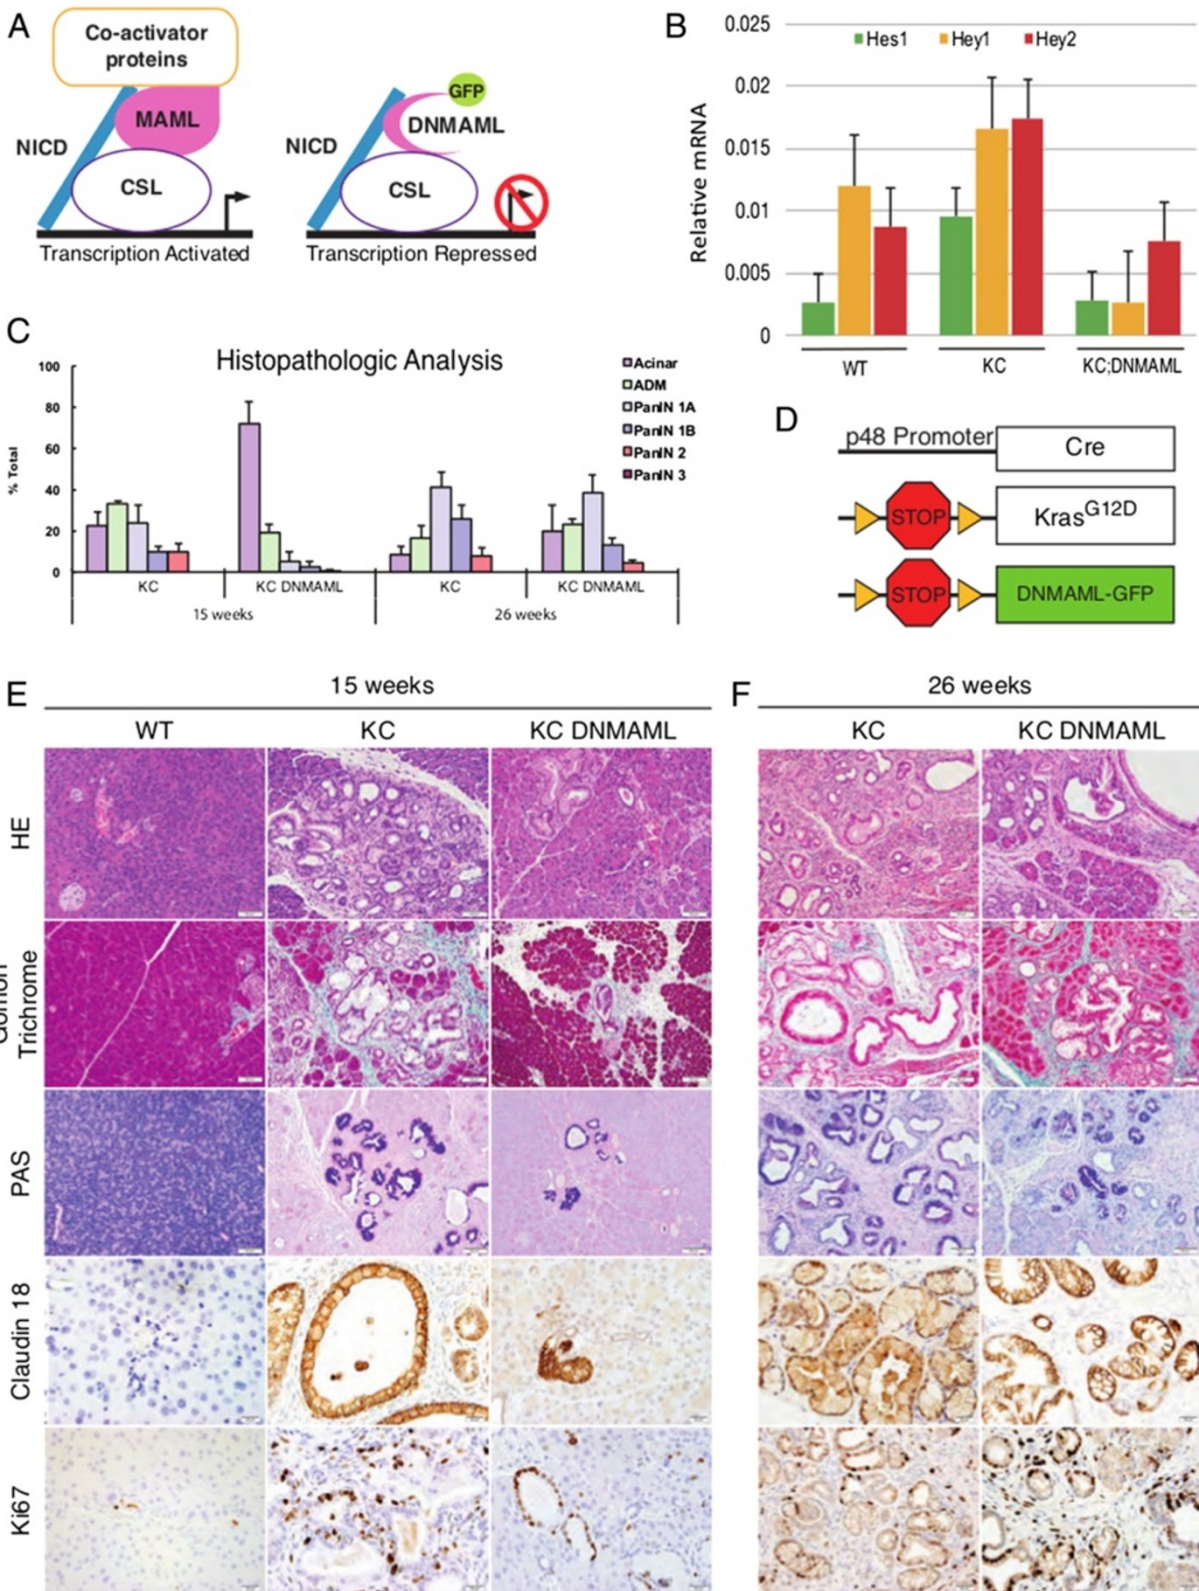 A
Co-activator
proteins
MAML
NICD
CSL
Transcription Activated
GFP
DNMAML
NICD
CSL
Transcription Repressed
B
Relative mRNA
0.025
0.02
0.015
0.01
0.005
0
Hes1 Hey1 Hey2
WT KC KC;DNMAML
C
Histopathologic Analysis
% Total
100
80
60
40
20
0
Acinar
ADM
PanIN 1A
PanIN 1B
PanIN 2
PanIN 3
KC KC DNMAML KC KC DNMAML
15 weeks 26 weeks
D
p48 Promoter Cre
STOP KrasG12D
STOP DNMAML-GFP
E 15 weeks
WT KC KC DNMAML
F 26 weeks
KC KC DNMAML
HE
Trichrome
PAS
Claudin 18
Ki67